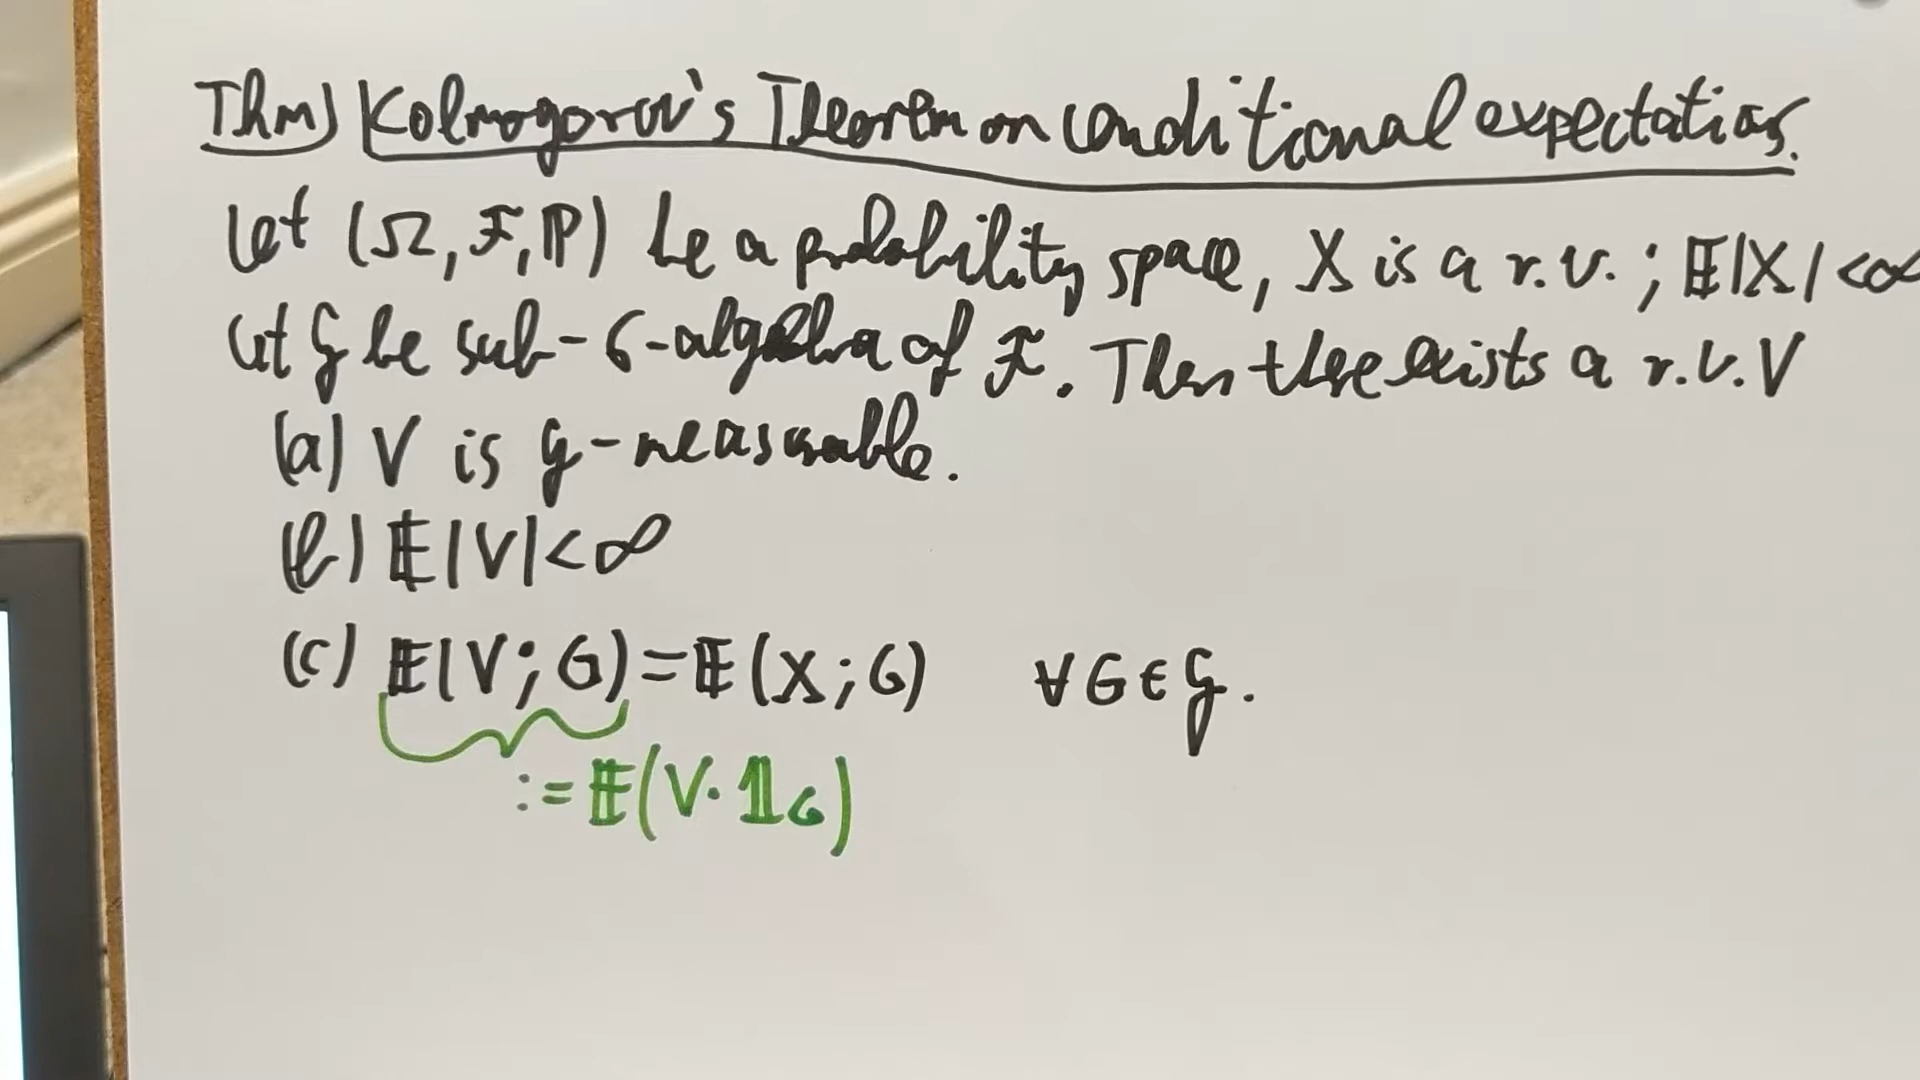 Thm) Kolmogorov's Theorem on conditional expectations.
Let (Ω, ℱ, ℙ) be a probability space, X is a r.v. ; 𝔼|X| < ∞
Let 𝒢 be sub-σ-algebra of ℱ. Then there exists a r.v. V
(a) V is 𝒢-measurable.
(b) 𝔼|V| < ∞
(c) 𝔼(V; G) = 𝔼(X; G) ∀ G ∈ 𝒢.
:= 𝔼(V · 𝟙_G)